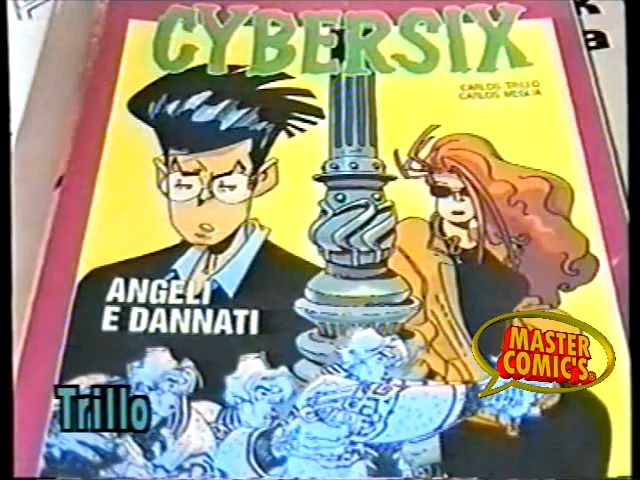 CYBERSIX
CARLOS TRILLO
CARLOS MEGLIA
ANGELI
E DANNATI
MASTER
COMIC'S
Trillo
a